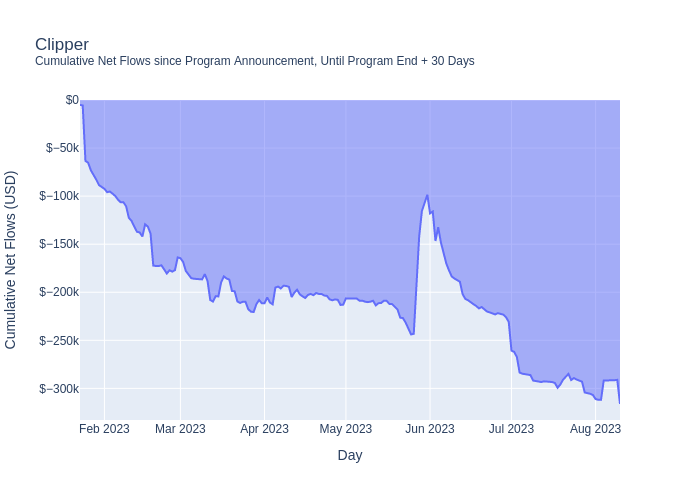 Clipper
Cumulative Net Flows since Program Announcement, Until Program End + 30 Days
Cumulative Net Flows (USD)
$0
$−50k
$−100k
$−150k
$−200k
$−250k
$−300k
Feb 2023 Mar 2023 Apr 2023 May 2023 Jun 2023 Jul 2023 Aug 2023
Day